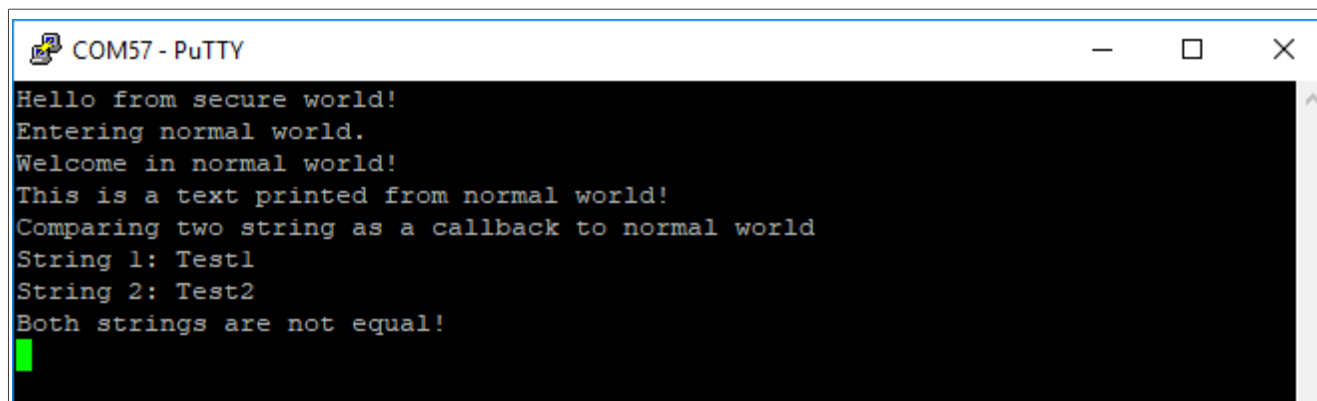 COM57 - PuTTY
Hello from secure world!
Entering normal world.
Welcome in normal world!
This is a text printed from normal world!
Comparing two string as a callback to normal world
String 1: Test1
String 2: Test2
Both strings are not equal!